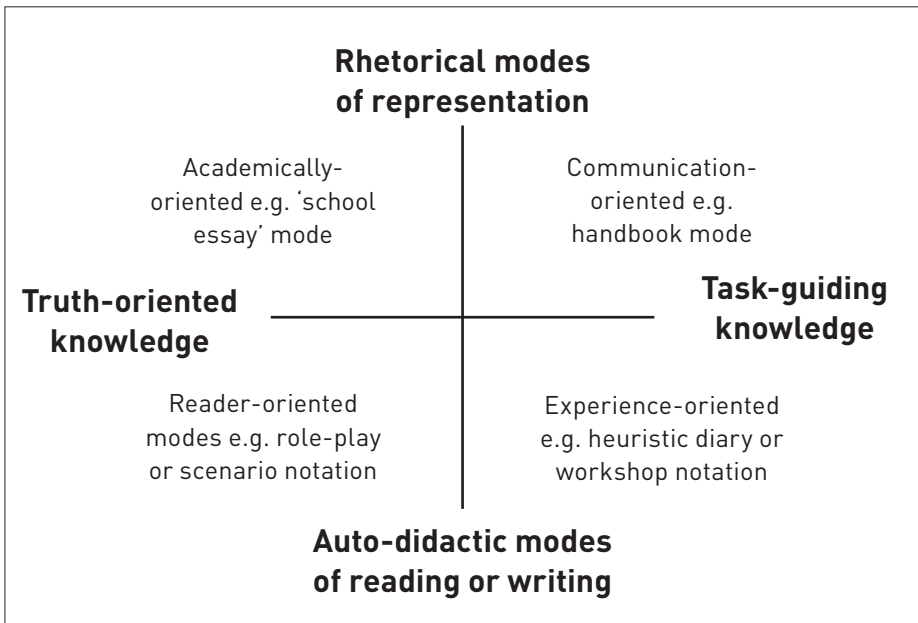 Rhetorical modes
of representation
Academically-
oriented e.g. ‘school
essay’ mode
Communication-
oriented e.g.
handbook mode
Truth-oriented
knowledge
Task-guiding
knowledge
Reader-oriented
modes e.g. role-play
or scenario notation
Experience-oriented
e.g. heuristic diary or
workshop notation
Auto-didactic modes
of reading or writing